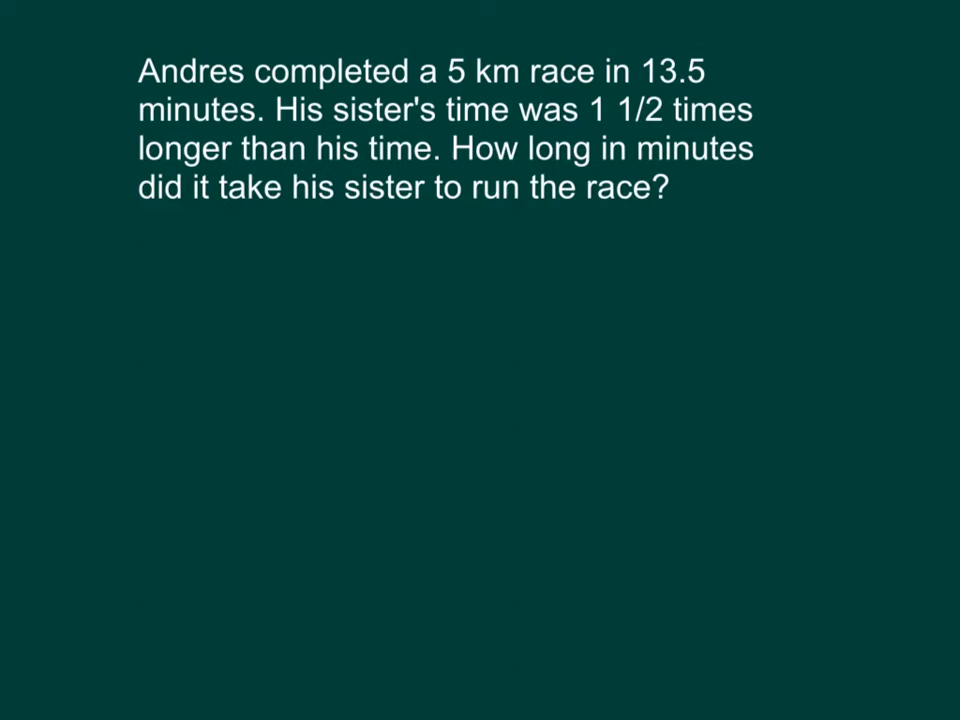 Andres completed a 5 km race in 13.5
minutes. His sister's time was 1 1/2 times
longer than his time. How long in minutes
did it take his sister to run the race?